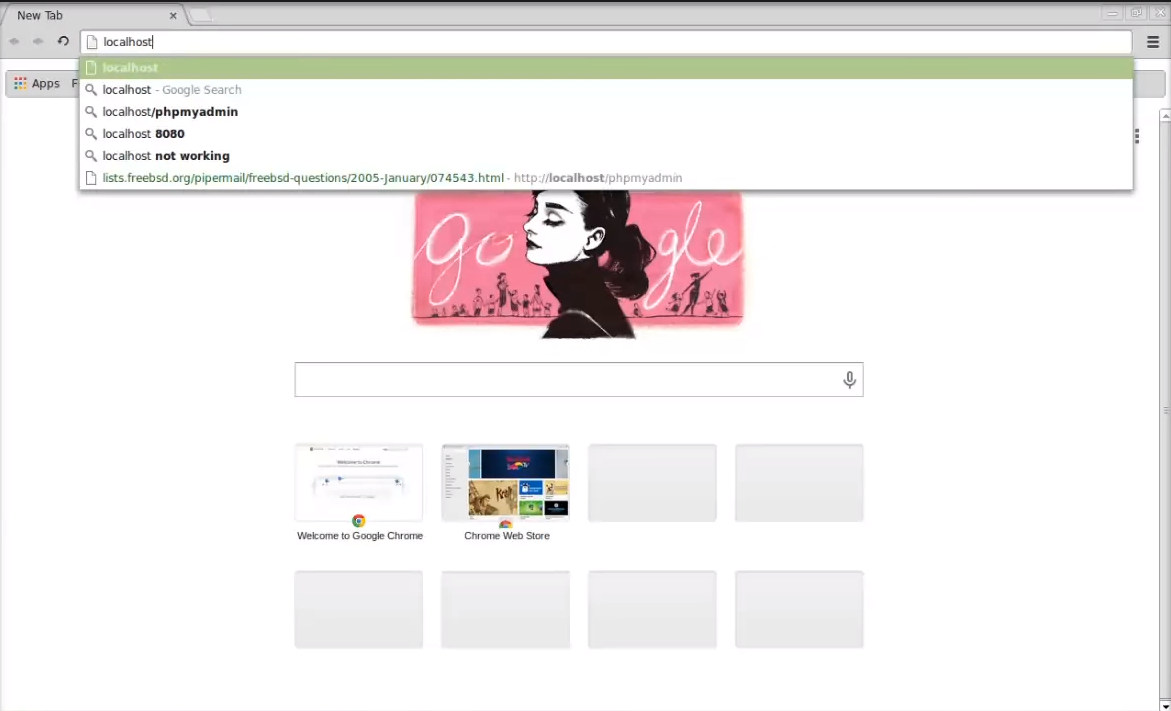 New Tab
localhost
localhost
localhost - Google Search
localhost/phpmyadmin
localhost 8080
localhost not working
lists.freebsd.org/pipermail/freebsd-questions/2005-January/074543.html - http://localhost/phpmyadmin
Apps
Google
Welcome to Google Chrome
Chrome Web Store